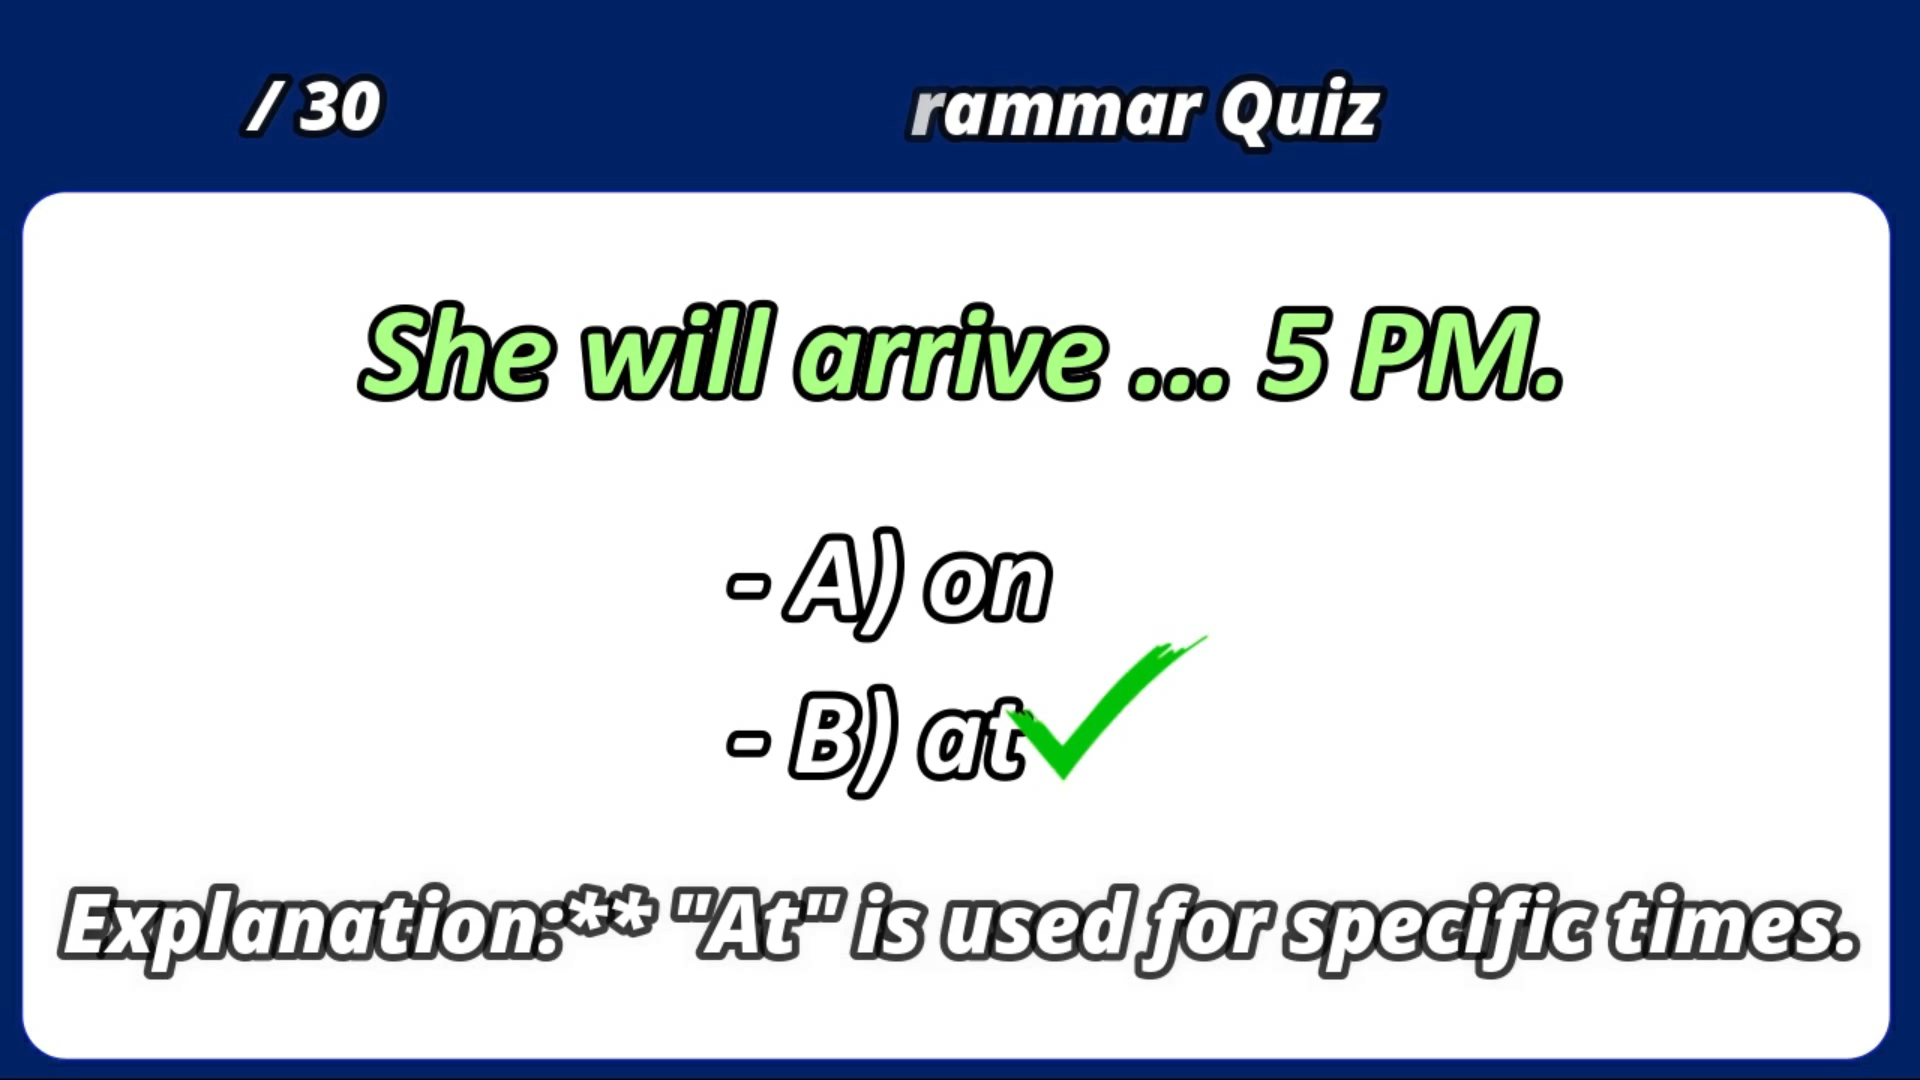 / 30
rammar Quiz
She will arrive ... 5 PM.
- A) on
- B) at
Explanation:** "At" is used for specific times.